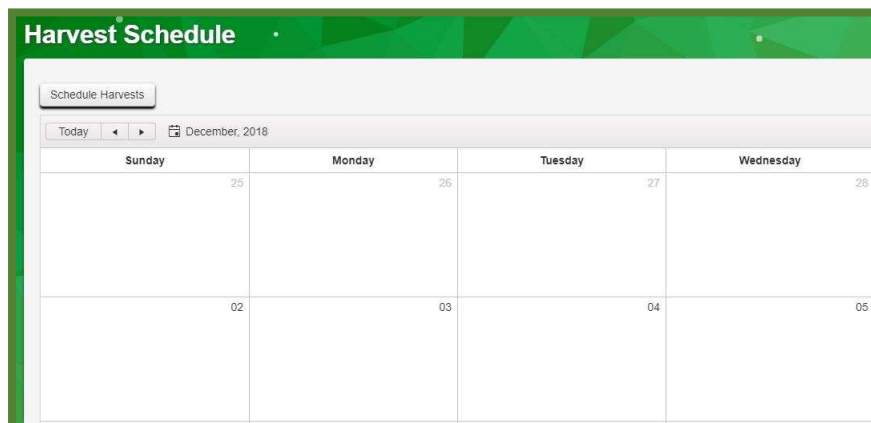 Harvest Schedule
Schedule Harvests
Today December, 2018
Sunday Monday Tuesday Wednesday
25 26 27 28
02 03 04 05